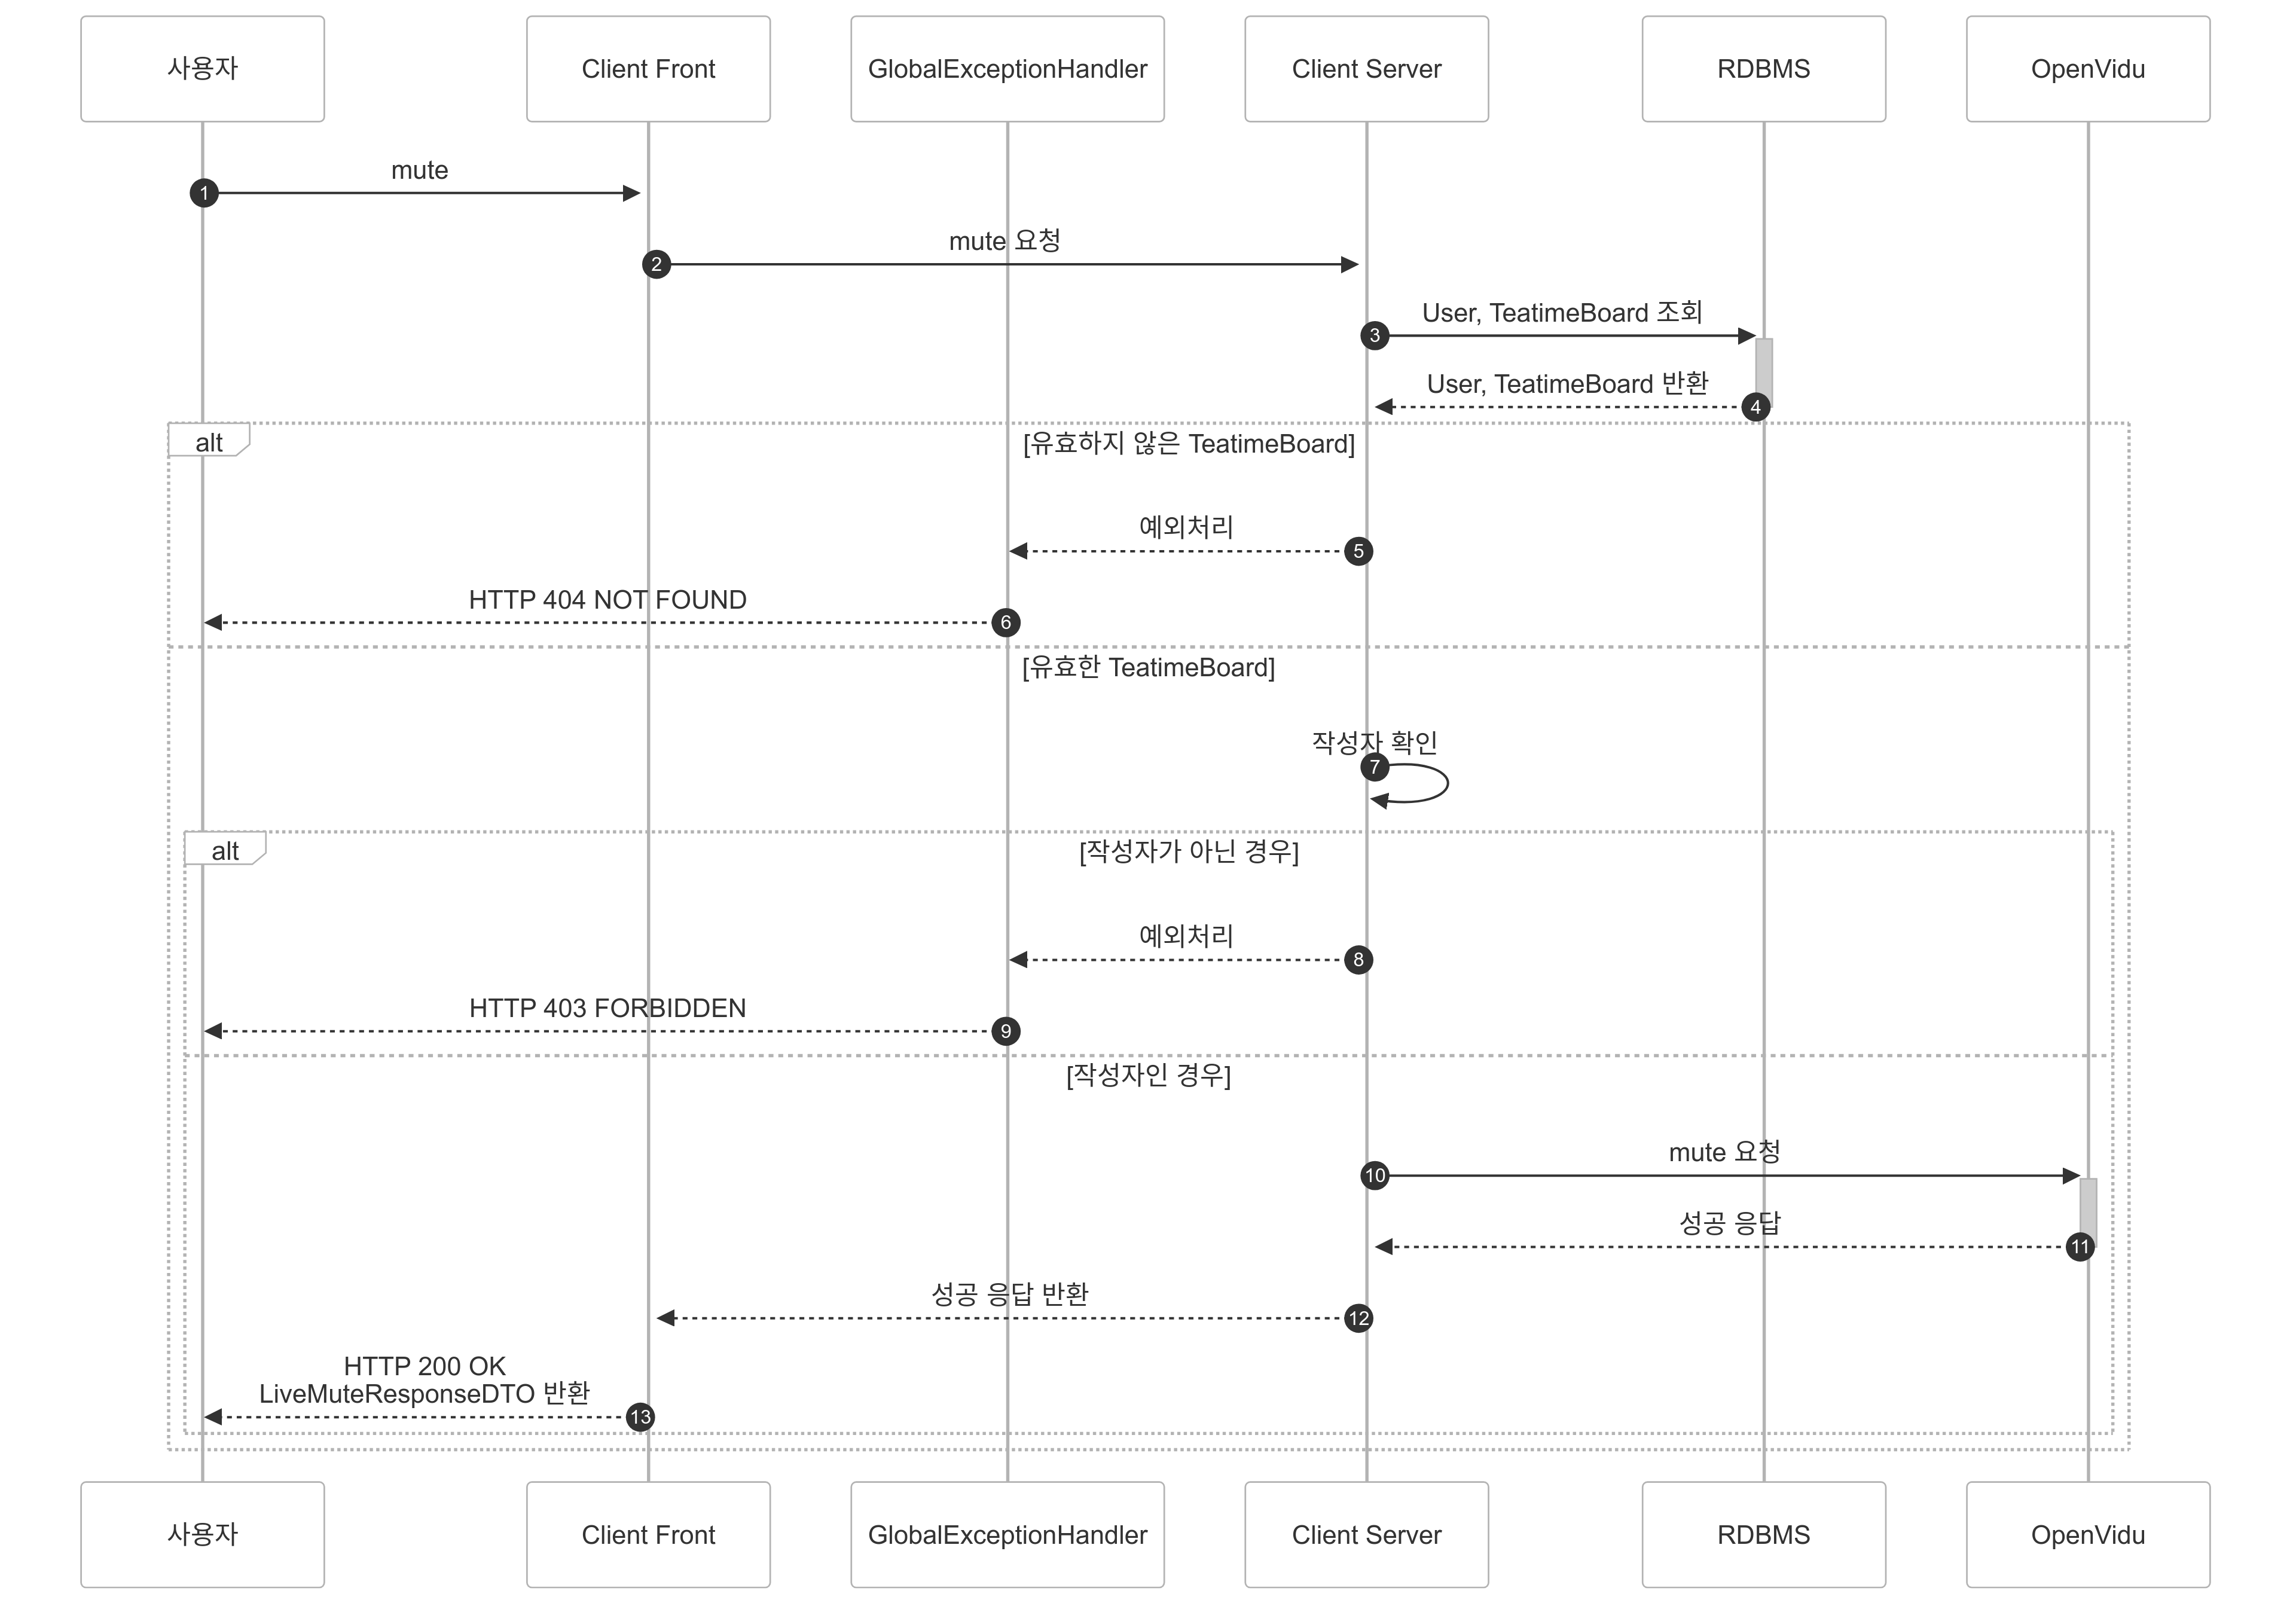 사용자
Client Front
GlobalExceptionHandler
Client Server
RDBMS
OpenVidu
mute
1
mute 요청
2
User, TeatimeBoard 조회
3
User, TeatimeBoard 반환
4
alt
[유효하지 않은 TeatimeBoard]
예외처리
5
HTTP 404 NOT FOUND
6
[유효한 TeatimeBoard]
작성자 확인
7
alt
[작성자가 아닌 경우]
예외처리
8
HTTP 403 FORBIDDEN
9
[작성자인 경우]
mute 요청
10
성공 응답
11
성공 응답 반환
12
HTTP 200 OK
LiveMuteResponseDTO 반환
13
사용자
Client Front
GlobalExceptionHandler
Client Server
RDBMS
OpenVidu